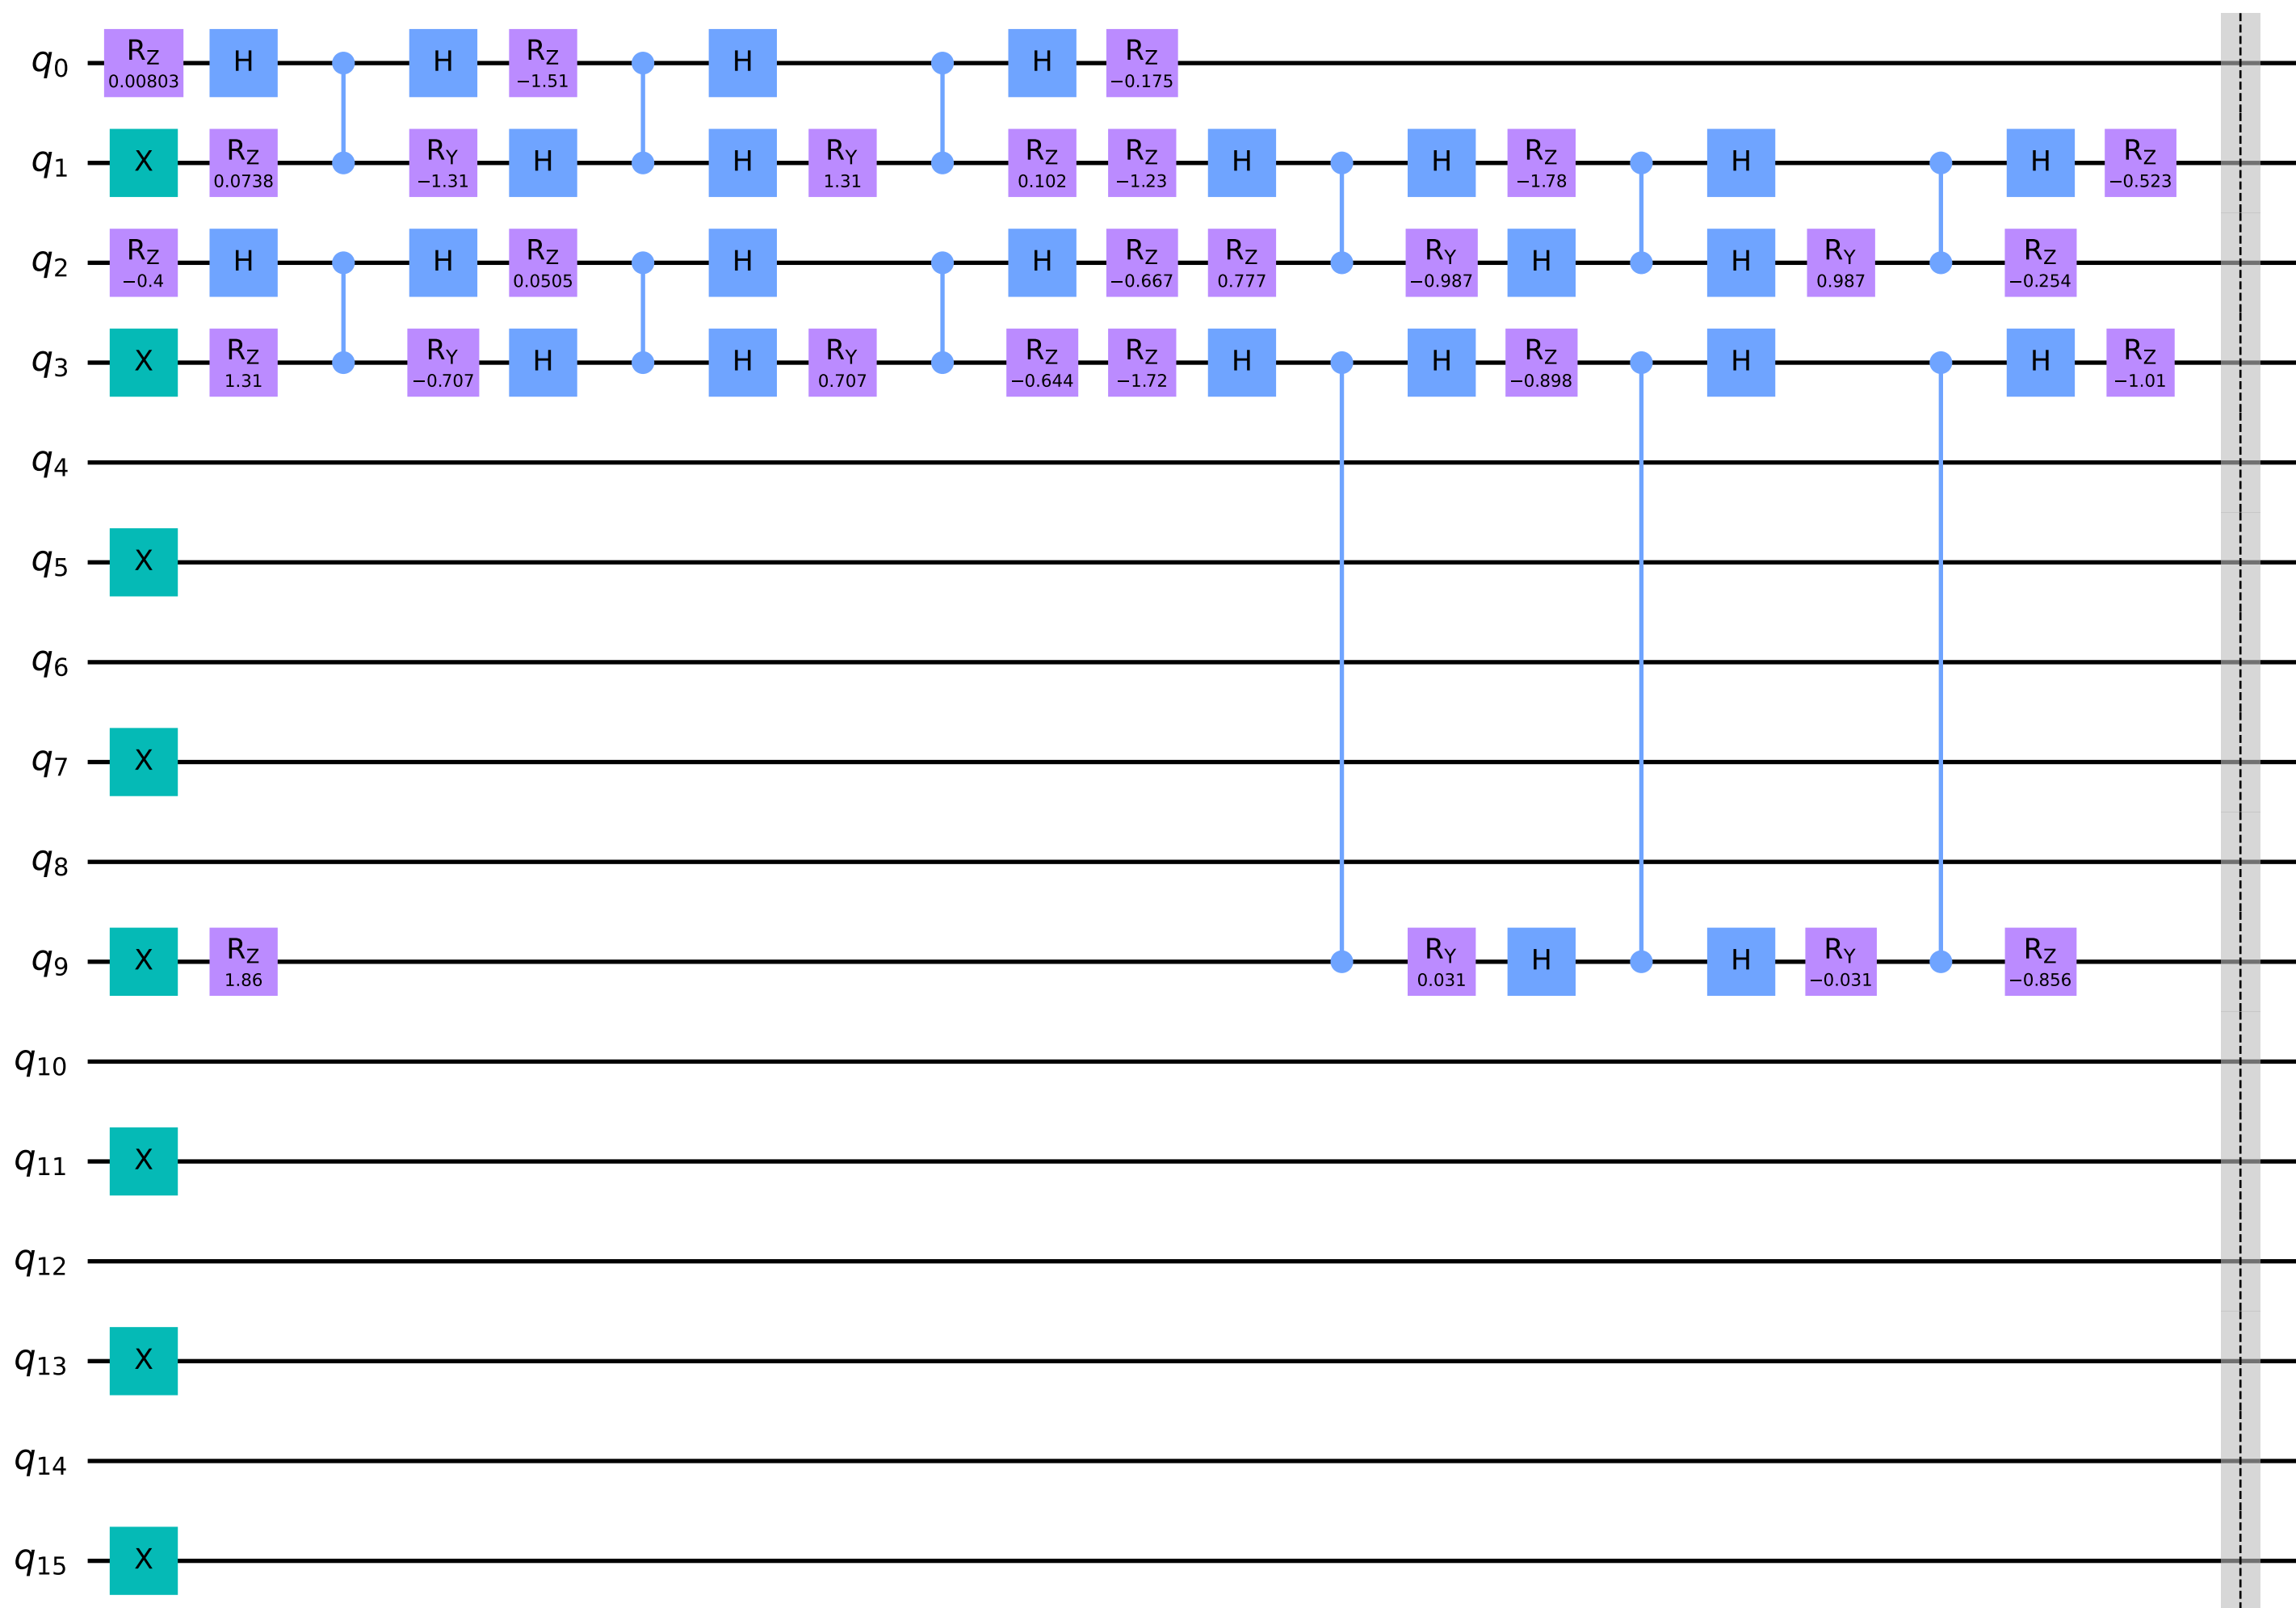 q0 RZ 0.00803 H H RZ −1.51 H H RZ −0.175
q1 X RZ 0.0738 RY −1.31 H H RY 1.31 RZ 0.102 RZ −1.23 H H RZ −1.78 H H RZ −0.523
q2 RZ −0.4 H H RZ 0.0505 H H RZ −0.667 RZ 0.777 RY −0.987 H H RY 0.987 RZ −0.254
q3 X RZ 1.31 RY −0.707 H H RY 0.707 RZ −0.644 RZ −1.72 H H RZ −0.898 H H RZ −1.01
q4
q5 X
q6
q7 X
q8
q9 X RZ 1.86 RY 0.031 H H RY −0.031 RZ −0.856
q10
q11 X
q12
q13 X
q14
q15 X